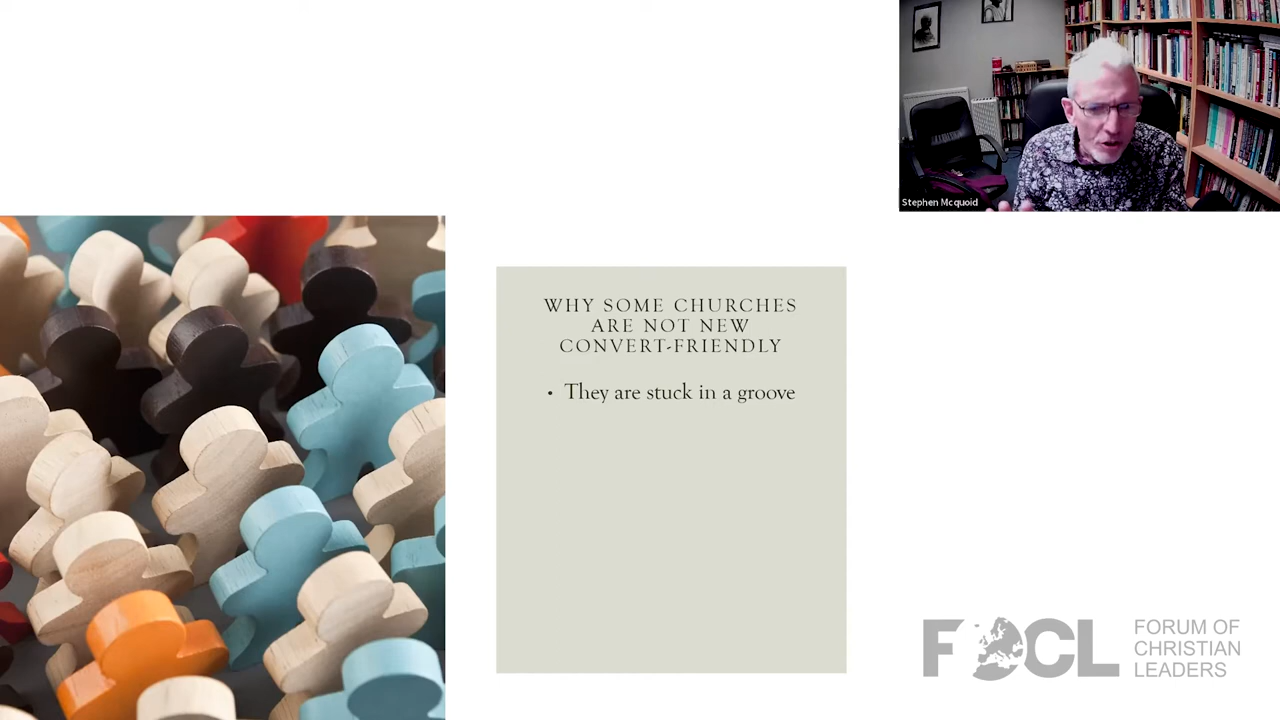 Stephen Mcquoid
WHY SOME CHURCHES
ARE NOT NEW
CONVERT-FRIENDLY
• They are stuck in a groove
FOCL
FORUM OF
CHRISTIAN
LEADERS